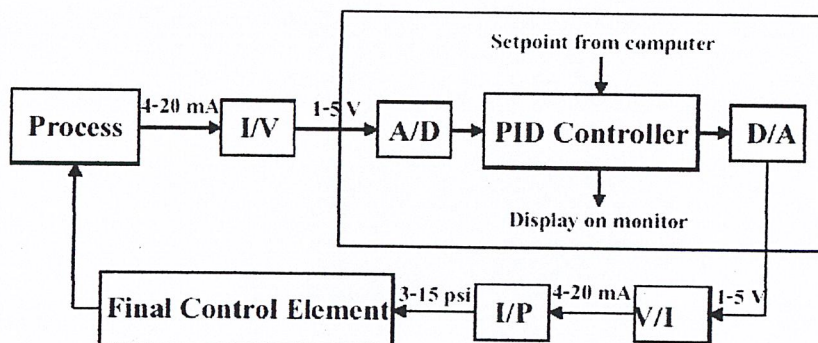 Setpoint from computer
4-20 mA
1-5 V
Process
I/V
A/D
PID Controller
D/A
Display on monitor
Final Control Element
3-15 psi
I/P
4-20 mA
V/I
1-5 V